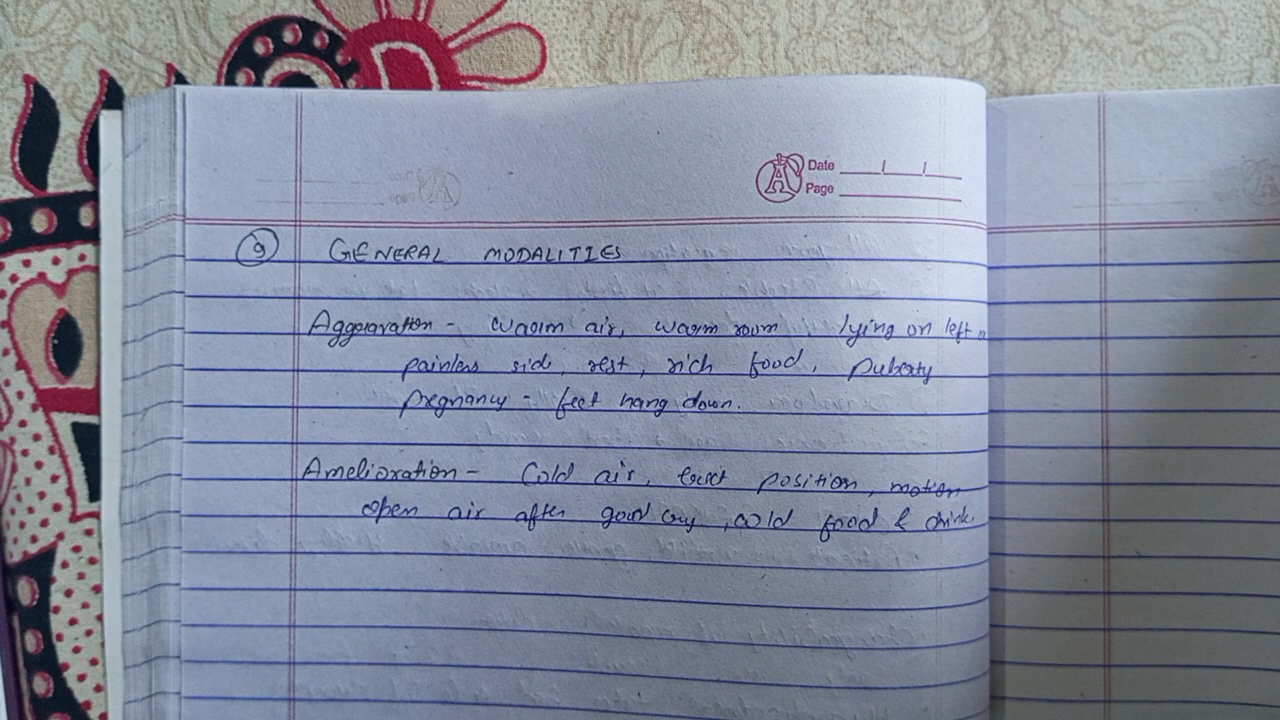 Date
Page
9 GENERAL MODALITIES
Aggravation - warm air, warm room, lying on left or
painless side, rest, rich food, Puberty
pregnancy - feet hang down.
Amelioration - Cold air, erect position, motion
open air after good cry, cold food & drink.